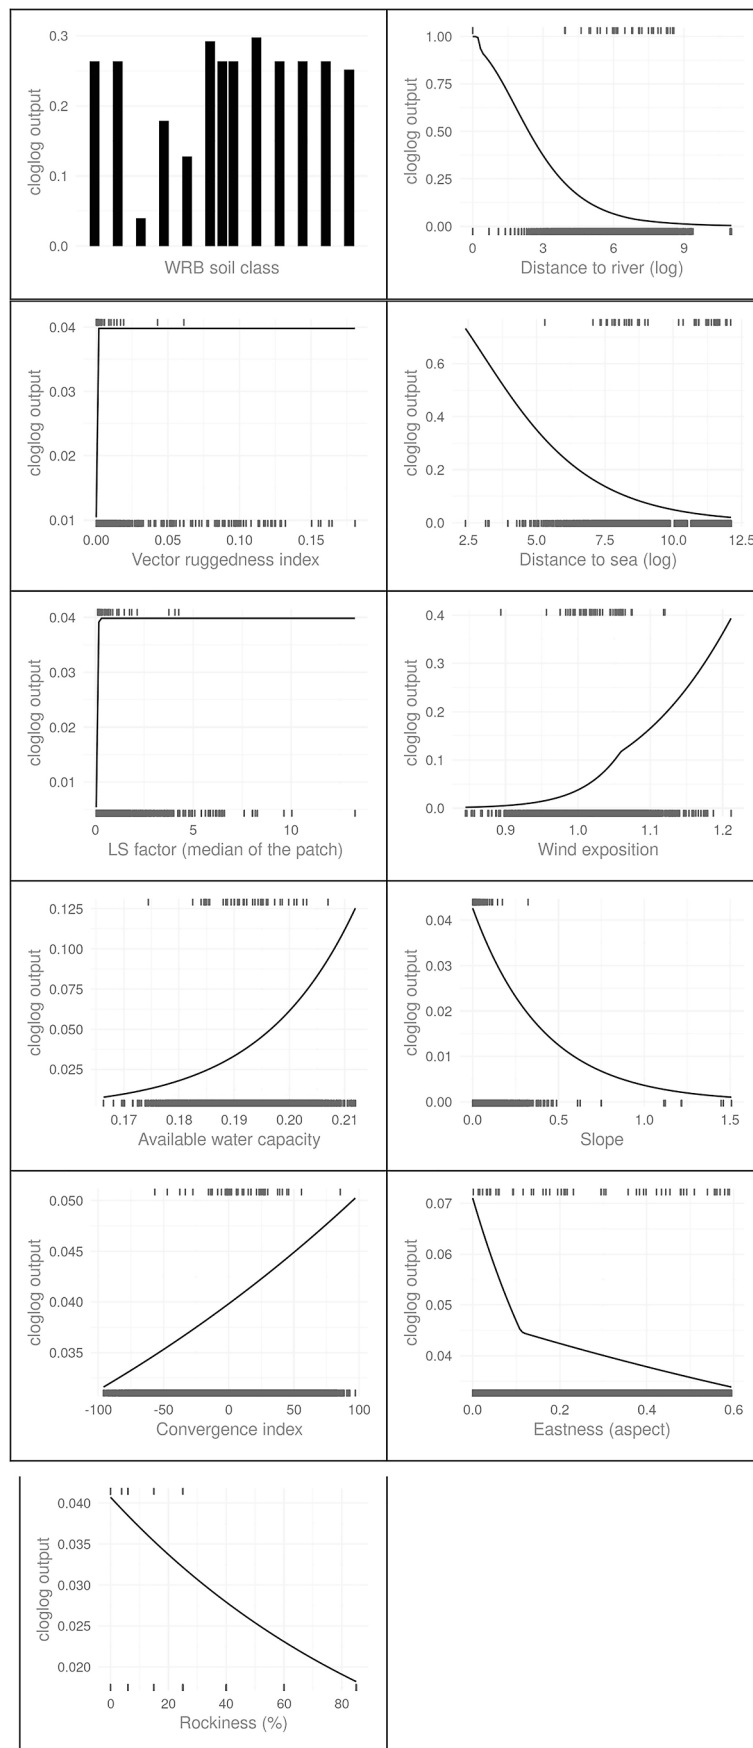 cloglog output
0.3
0.2
0.1
0.0
WRB soil class
cloglog output
1.00
0.75
0.50
0.25
0.00
0 3 6 9
Distance to river (log)
cloglog output
0.04
0.03
0.02
0.01
0.00 0.05 0.10 0.15
Vector ruggedness index
cloglog output
0.6
0.4
0.2
0.0
2.5 5.0 7.5 10.0 12.5
Distance to sea (log)
cloglog output
0.04
0.03
0.02
0.01
0 5 10
LS factor (median of the patch)
cloglog output
0.4
0.3
0.2
0.1
0.0
0.9 1.0 1.1 1.2
Wind exposition
cloglog output
0.125
0.100
0.075
0.050
0.025
0.17 0.18 0.19 0.20 0.21
Available water capacity
cloglog output
0.04
0.03
0.02
0.01
0.00
0.0 0.5 1.0 1.5
Slope
cloglog output
0.050
0.045
0.040
0.035
-100 -50 0 50 100
Convergence index
cloglog output
0.07
0.06
0.05
0.04
0.0 0.2 0.4 0.6
Eastness (aspect)
cloglog output
0.040
0.035
0.030
0.025
0.020
0 20 40 60 80
Rockiness (%)